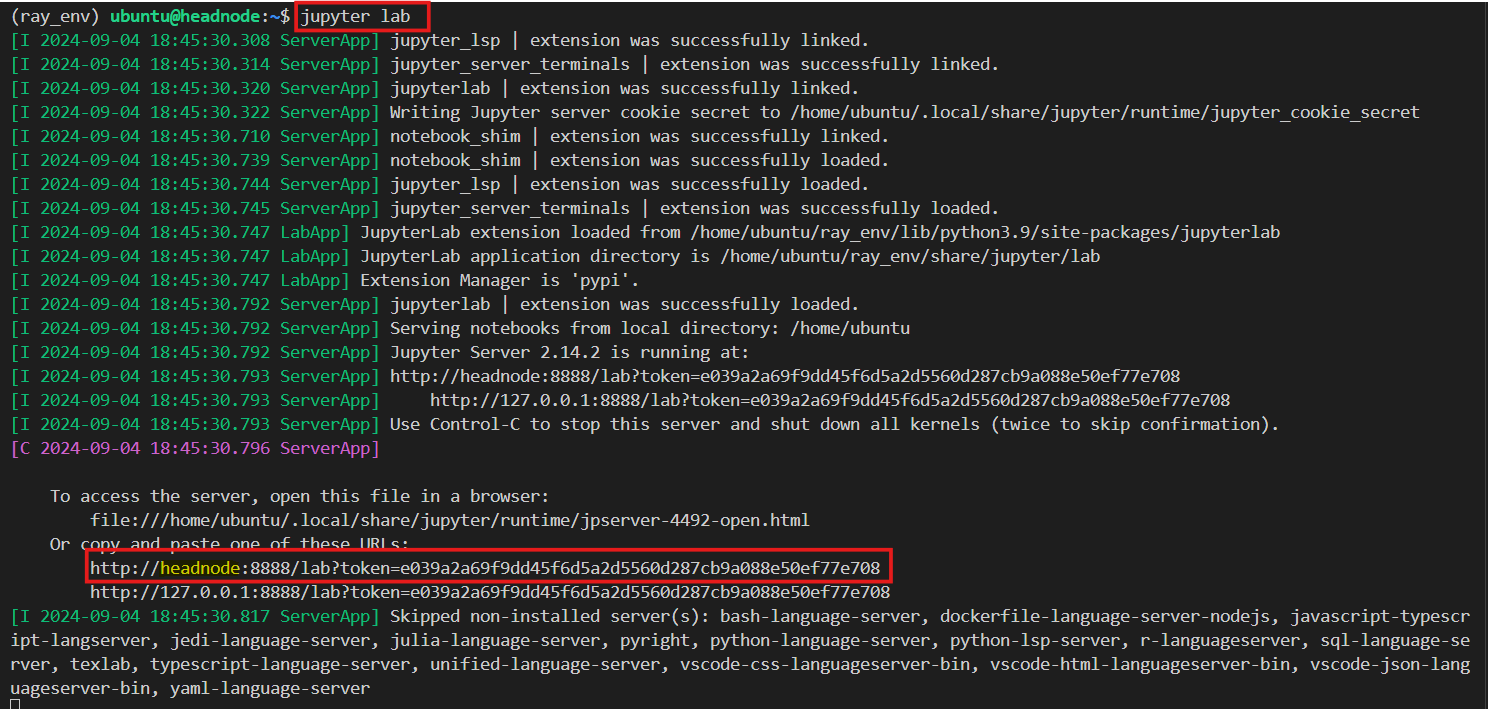 (ray_env) ubuntu@headnode:~$ jupyter lab
[I 2024-09-04 18:45:30.308 ServerApp] jupyter_lsp | extension was successfully linked.
[I 2024-09-04 18:45:30.314 ServerApp] jupyter_server_terminals | extension was successfully linked.
[I 2024-09-04 18:45:30.320 ServerApp] jupyterlab | extension was successfully linked.
[I 2024-09-04 18:45:30.322 ServerApp] Writing Jupyter server cookie secret to /home/ubuntu/.local/share/jupyter/runtime/jupyter_cookie_secret
[I 2024-09-04 18:45:30.710 ServerApp] notebook_shim | extension was successfully linked.
[I 2024-09-04 18:45:30.739 ServerApp] notebook_shim | extension was successfully loaded.
[I 2024-09-04 18:45:30.744 ServerApp] jupyter_lsp | extension was successfully loaded.
[I 2024-09-04 18:45:30.745 ServerApp] jupyter_server_terminals | extension was successfully loaded.
[I 2024-09-04 18:45:30.747 LabApp] JupyterLab extension loaded from /home/ubuntu/ray_env/lib/python3.9/site-packages/jupyterlab
[I 2024-09-04 18:45:30.747 LabApp] JupyterLab application directory is /home/ubuntu/ray_env/share/jupyter/lab
[I 2024-09-04 18:45:30.747 LabApp] Extension Manager is 'pypi'.
[I 2024-09-04 18:45:30.792 ServerApp] jupyterlab | extension was successfully loaded.
[I 2024-09-04 18:45:30.792 ServerApp] Serving notebooks from local directory: /home/ubuntu
[I 2024-09-04 18:45:30.792 ServerApp] Jupyter Server 2.14.2 is running at:
[I 2024-09-04 18:45:30.793 ServerApp] http://headnode:8888/lab?token=e039a2a69f9dd45f6d5a2d5560d287cb9a088e50ef77e708
[I 2024-09-04 18:45:30.793 ServerApp]     http://127.0.0.1:8888/lab?token=e039a2a69f9dd45f6d5a2d5560d287cb9a088e50ef77e708
[I 2024-09-04 18:45:30.793 ServerApp] Use Control-C to stop this server and shut down all kernels (twice to skip confirmation).
[C 2024-09-04 18:45:30.796 ServerApp]
    To access the server, open this file in a browser:
        file:///home/ubuntu/.local/share/jupyter/runtime/jpserver-4492-open.html
    Or copy and paste one of these URLs:
        http://headnode:8888/lab?token=e039a2a69f9dd45f6d5a2d5560d287cb9a088e50ef77e708
        http://127.0.0.1:8888/lab?token=e039a2a69f9dd45f6d5a2d5560d287cb9a088e50ef77e708
[I 2024-09-04 18:45:30.817 ServerApp] Skipped non-installed server(s): bash-language-server, dockerfile-language-server-nodejs, javascript-typescr
ipt-langserver, jedi-language-server, julia-language-server, pyright, python-language-server, python-lsp-server, r-languageserver, sql-language-se
rver, texlab, typescript-language-server, unified-language-server, vscode-css-languageserver-bin, vscode-html-languageserver-bin, vscode-json-lang
uageserver-bin, yaml-language-server